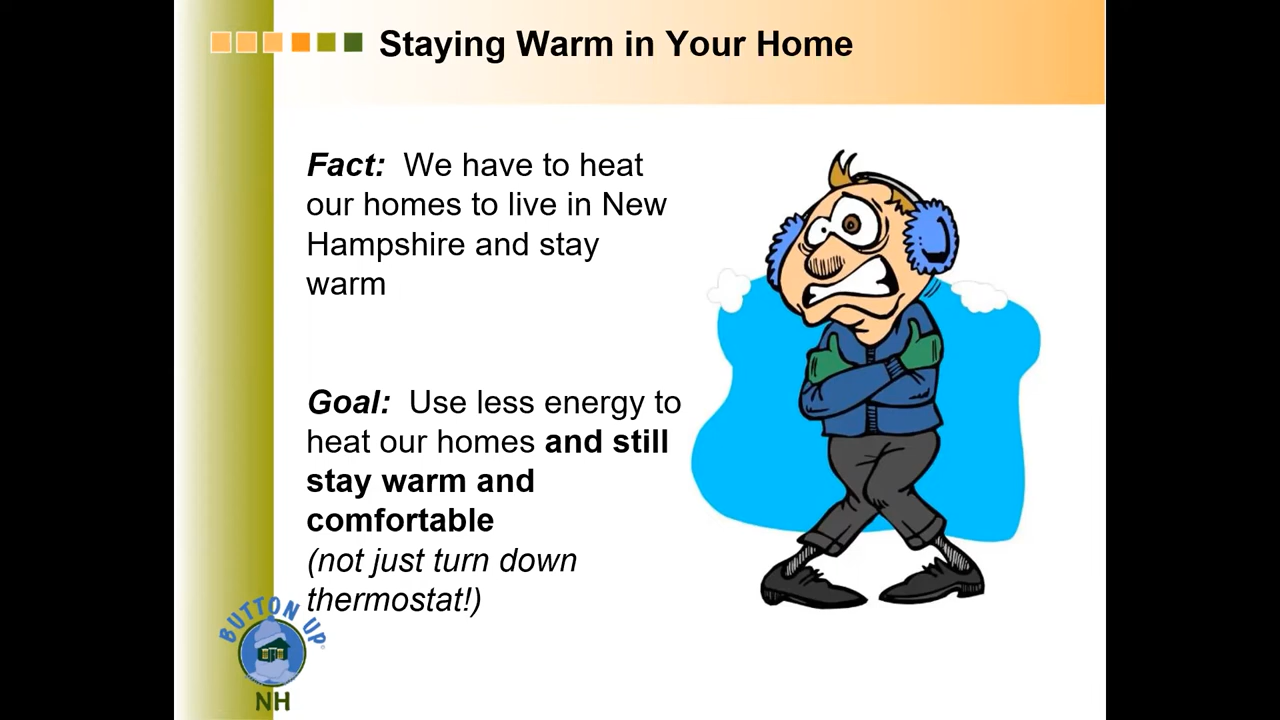 Staying Warm in Your Home
Fact: We have to heat
our homes to live in New
Hampshire and stay
warm
Goal: Use less energy to
heat our homes and still
stay warm and
comfortable
(not just turn down
thermostat!)
BUTTON UP
NH